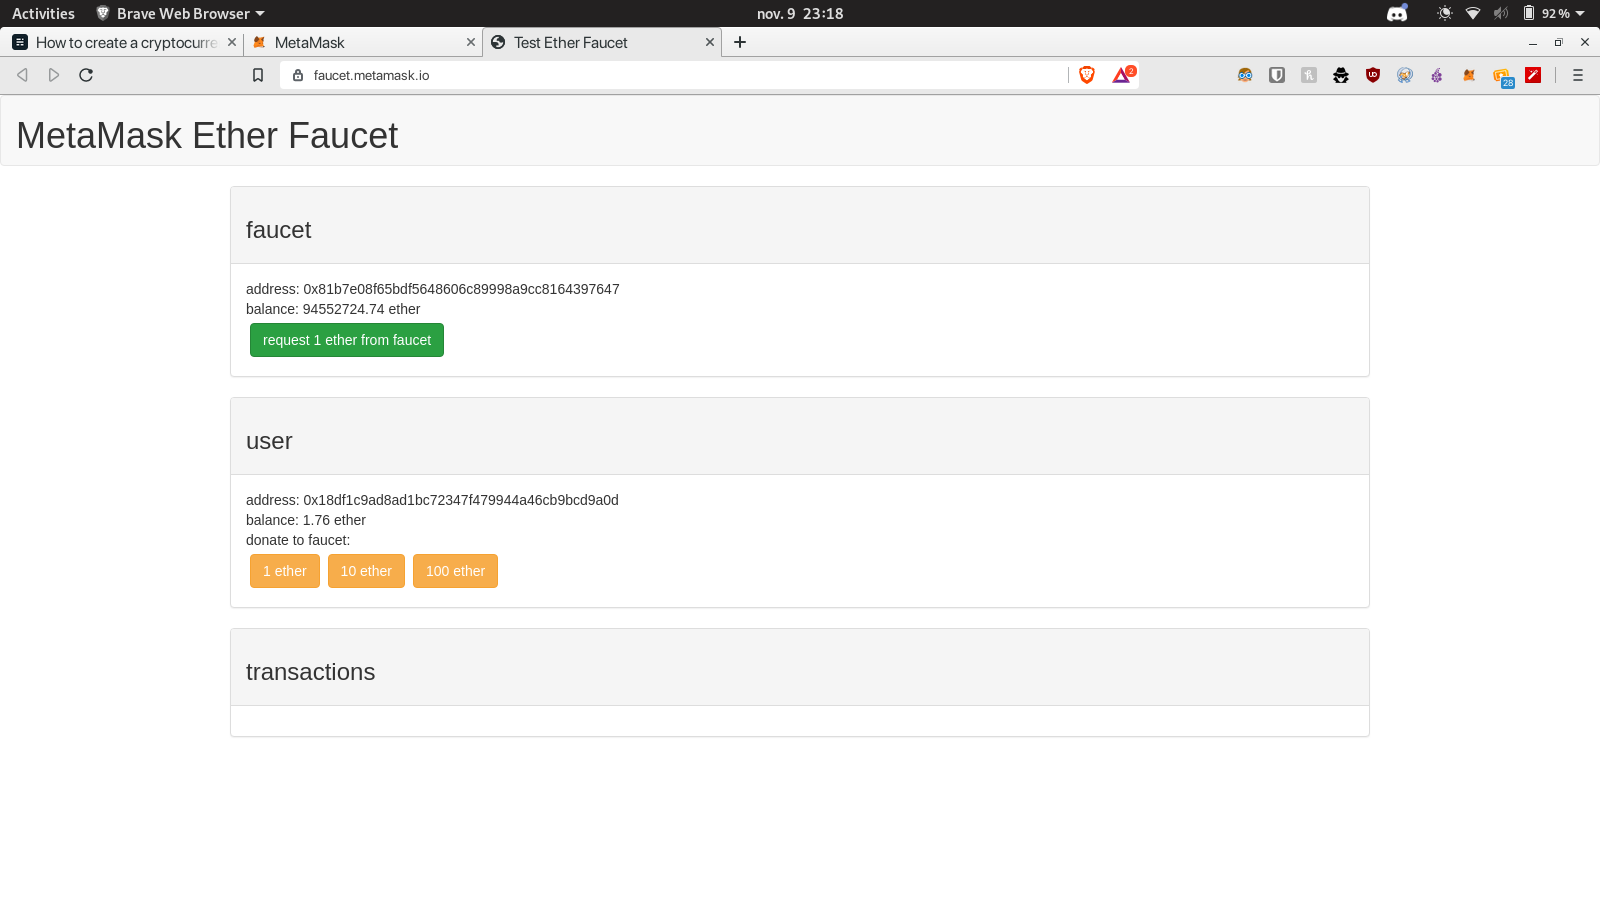 Activities Brave Web Browser nov. 9 23:18 92 %
How to create a cryptocurre MetaMask Test Ether Faucet
faucet.metamask.io 2 28
MetaMask Ether Faucet
faucet
address: 0x81b7e08f65bdf5648606c89998a9cc8164397647
balance: 94552724.74 ether
request 1 ether from faucet
user
address: 0x18df1c9ad8ad1bc72347f479944a46cb9bcd9a0d
balance: 1.76 ether
donate to faucet:
1 ether 10 ether 100 ether
transactions